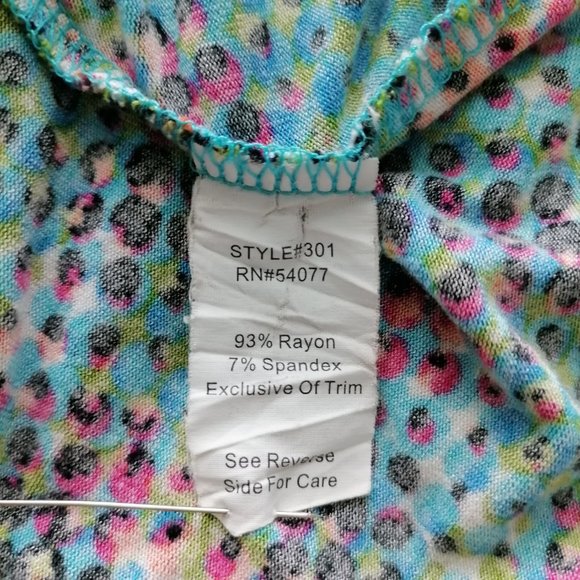 STYLE#301
RN#54077
93% Rayon
7% Spandex
Exclusive Of Trim
See Reverse
Side For Care